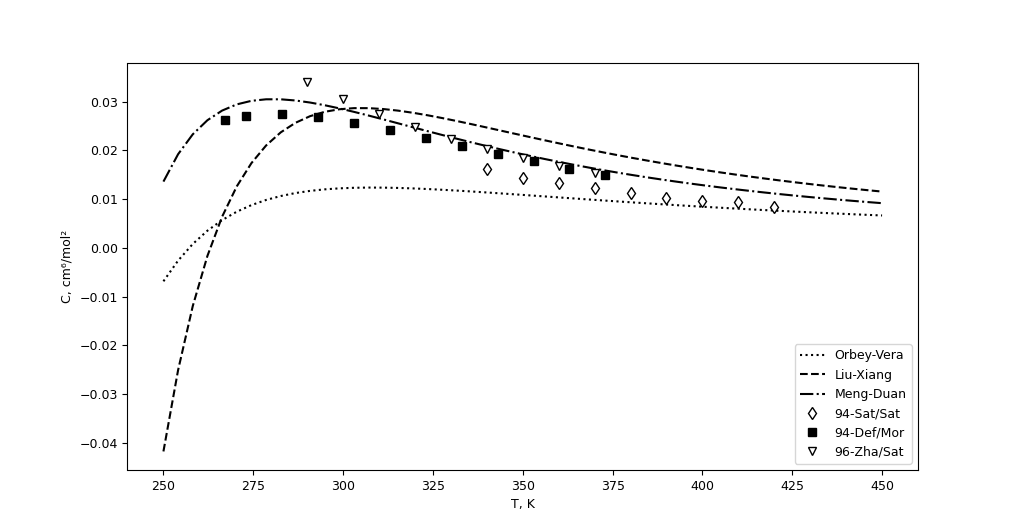 0.03
0.02
0.01
0.00
−0.01
−0.02
−0.03
−0.04
C, cm⁶/mol²
250
275
300
325
350
375
400
425
450
T, K
Orbey-Vera
Liu-Xiang
Meng-Duan
94-Sat/Sat
94-Def/Mor
96-Zha/Sat